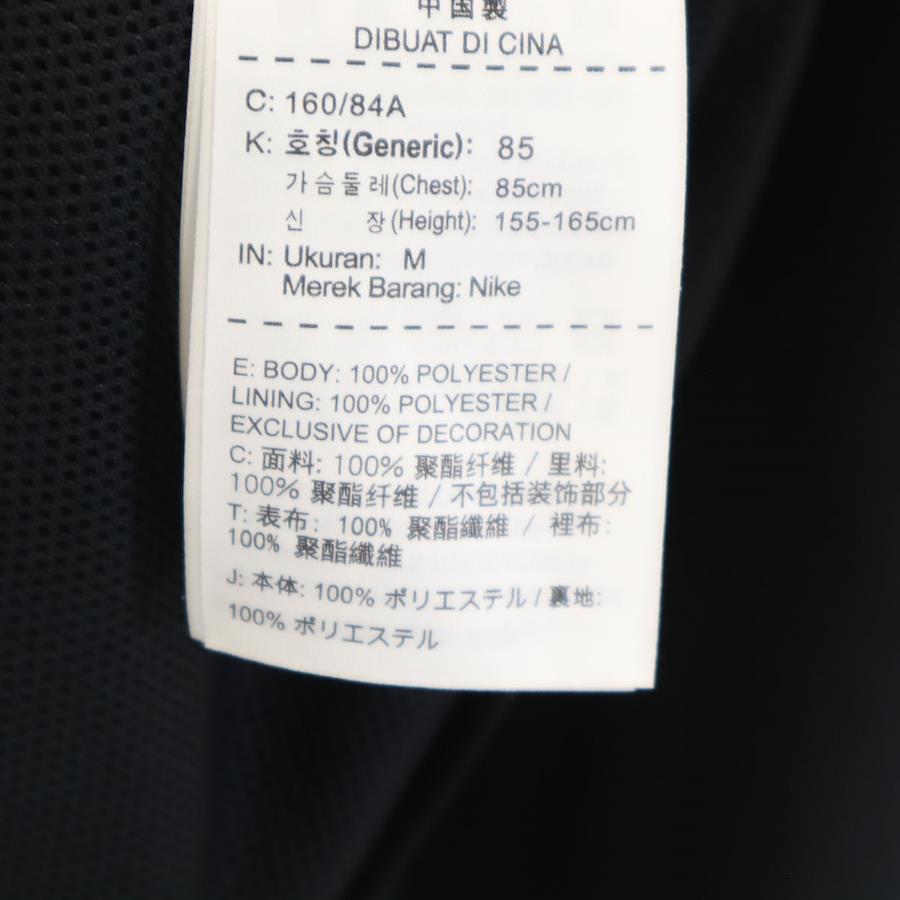 中国製
DIBUAT DI CINA
C: 160/84A
K: 호칭(Generic): 85
가슴둘레(Chest): 85cm
신 장(Height): 155-165cm
IN: Ukuran: M
Merek Barang: Nike
E: BODY: 100% POLYESTER /
LINING: 100% POLYESTER /
EXCLUSIVE OF DECORATION
C: 面料: 100% 聚酯纤维 / 里料:
100% 聚酯纤维 / 不包括装饰部分
T: 表布: 100% 聚酯纖維 / 裡布:
100% 聚酯纖維
J: 本体: 100% ポリエステル / 裏地:
100% ポリエステル